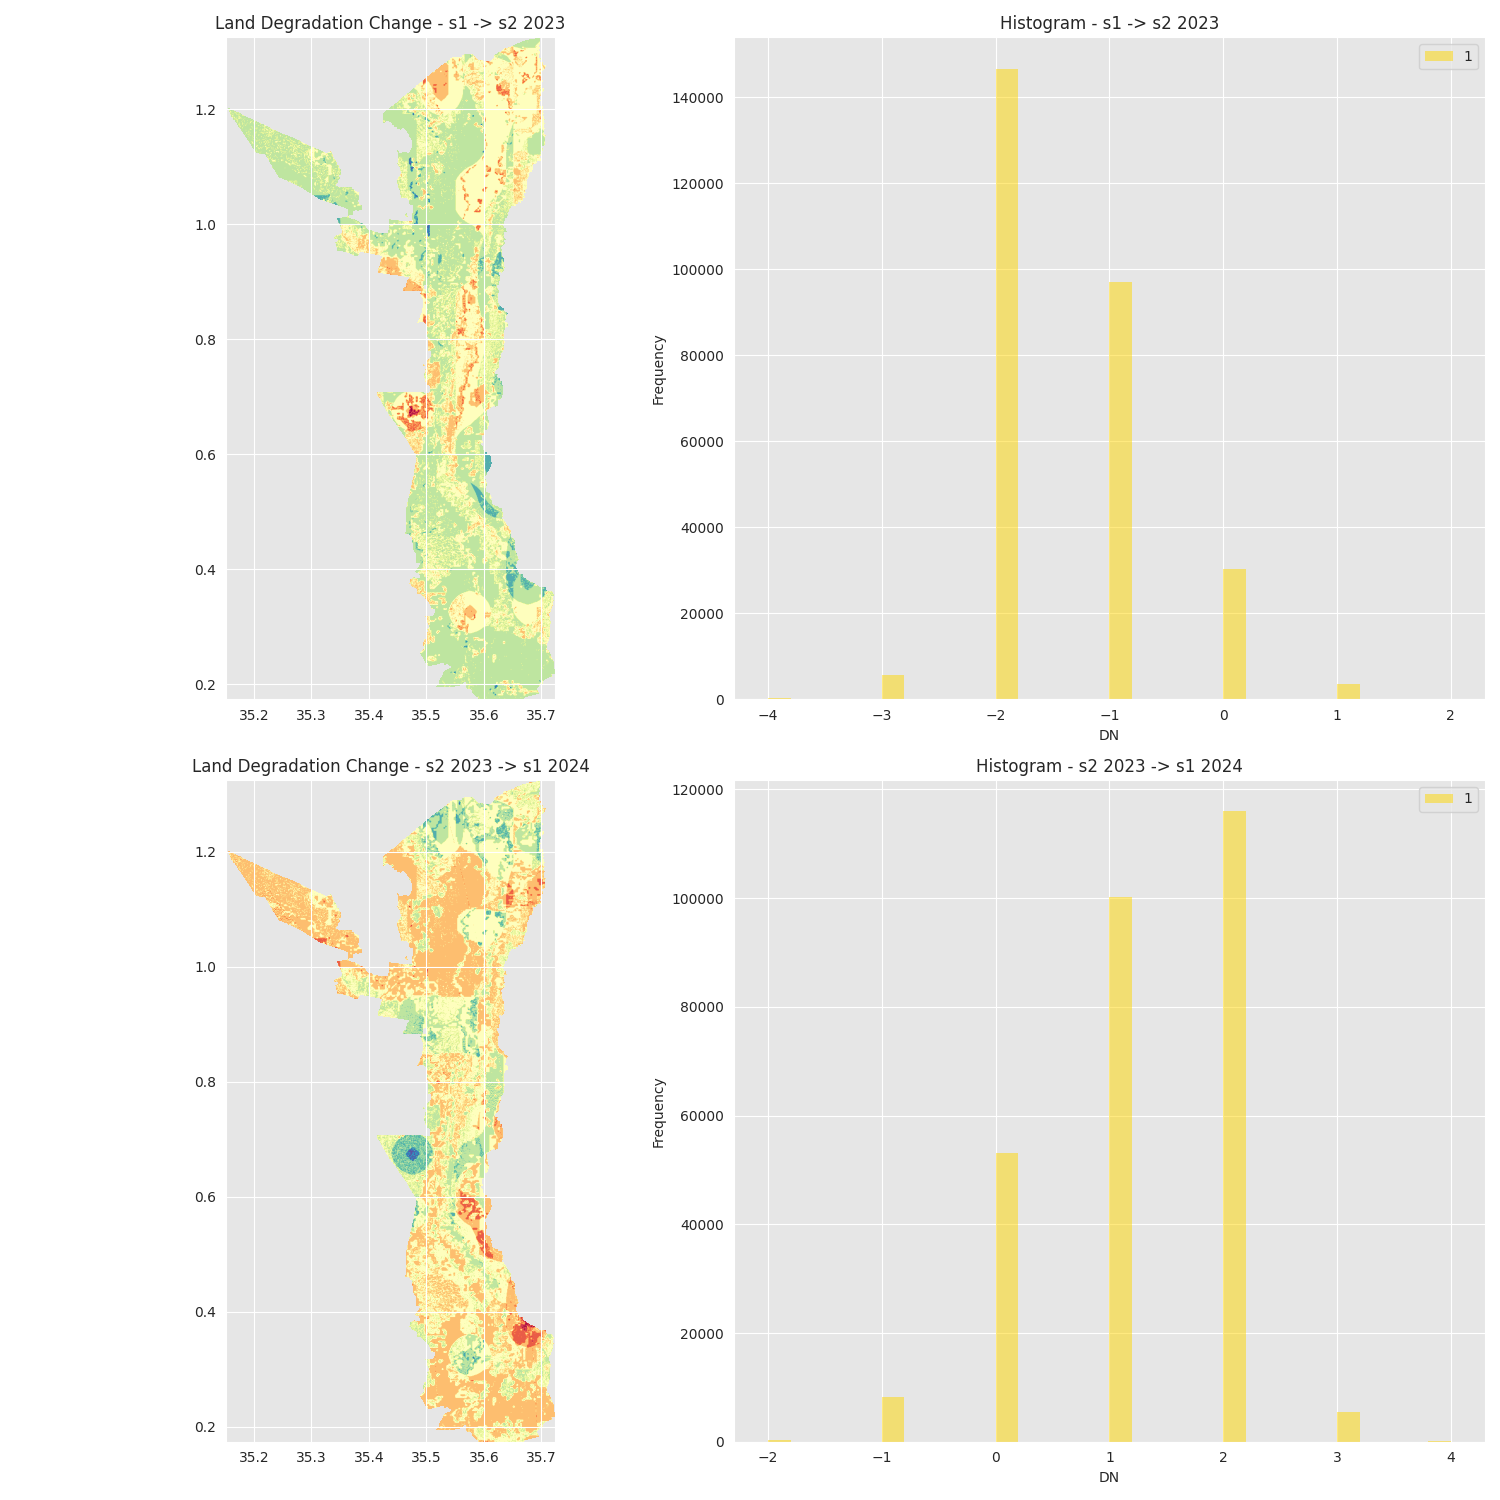 Land Degradation Change - s1 -> s2 2023
1.2
1.0
0.8
0.6
0.4
0.2
35.2 35.3 35.4 35.5 35.6 35.7
Histogram - s1 -> s2 2023
1
Frequency
140000
120000
100000
80000
60000
40000
20000
0
−4 −3 −2 −1 0 1 2
DN
Land Degradation Change - s2 2023 -> s1 2024
1.2
1.0
0.8
0.6
0.4
0.2
35.2 35.3 35.4 35.5 35.6 35.7
Histogram - s2 2023 -> s1 2024
1
Frequency
120000
100000
80000
60000
40000
20000
0
−2 −1 0 1 2 3 4
DN